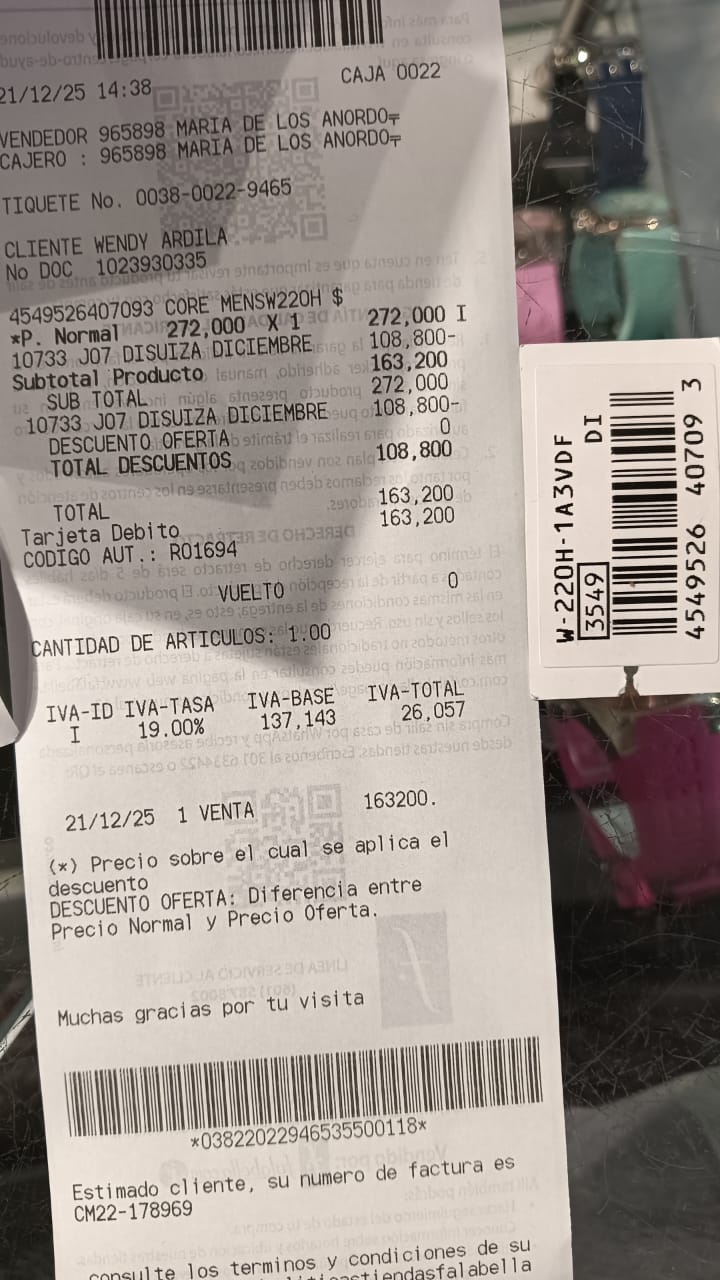 21/12/25 14:38 CAJA 0022
VENDEDOR 965898 MARIA DE LOS ANORDO
CAJERO : 965898 MARIA DE LOS ANORDO
TIQUETE No. 0038-0022-9465
CLIENTE WENDY ARDILA
No DOC 1023930335
4549526407093 CORE MENSW220H $
*P. Normal 272,000 X 1 272,000 I
10733 J07 DISUIZA DICIEMBRE 108,800-
Subtotal Producto 163,200
SUB TOTAL 272,000
10733 J07 DISUIZA DICIEMBRE 108,800-
DESCUENTO OFERTA 0
TOTAL DESCUENTOS 108,800
TOTAL 163,200
Tarjeta Debito 163,200
CODIGO AUT.: R01694
VUELTO 0
CANTIDAD DE ARTICULOS: 1.00
IVA-ID IVA-TASA IVA-BASE IVA-TOTAL
I 19.00% 137,143 26,057
21/12/25 1 VENTA 163200.
(*) Precio sobre el cual se aplica el
descuento
DESCUENTO OFERTA: Diferencia entre
Precio Normal y Precio Oferta.
Muchas gracias por tu visita
*03822022946535500118*
Estimado cliente, su numero de factura es
CM22-178969
consulte los terminos y condiciones de su
tiendasfalabella
W-220H-1A3VDF
3549 DI
4549526 40709 3